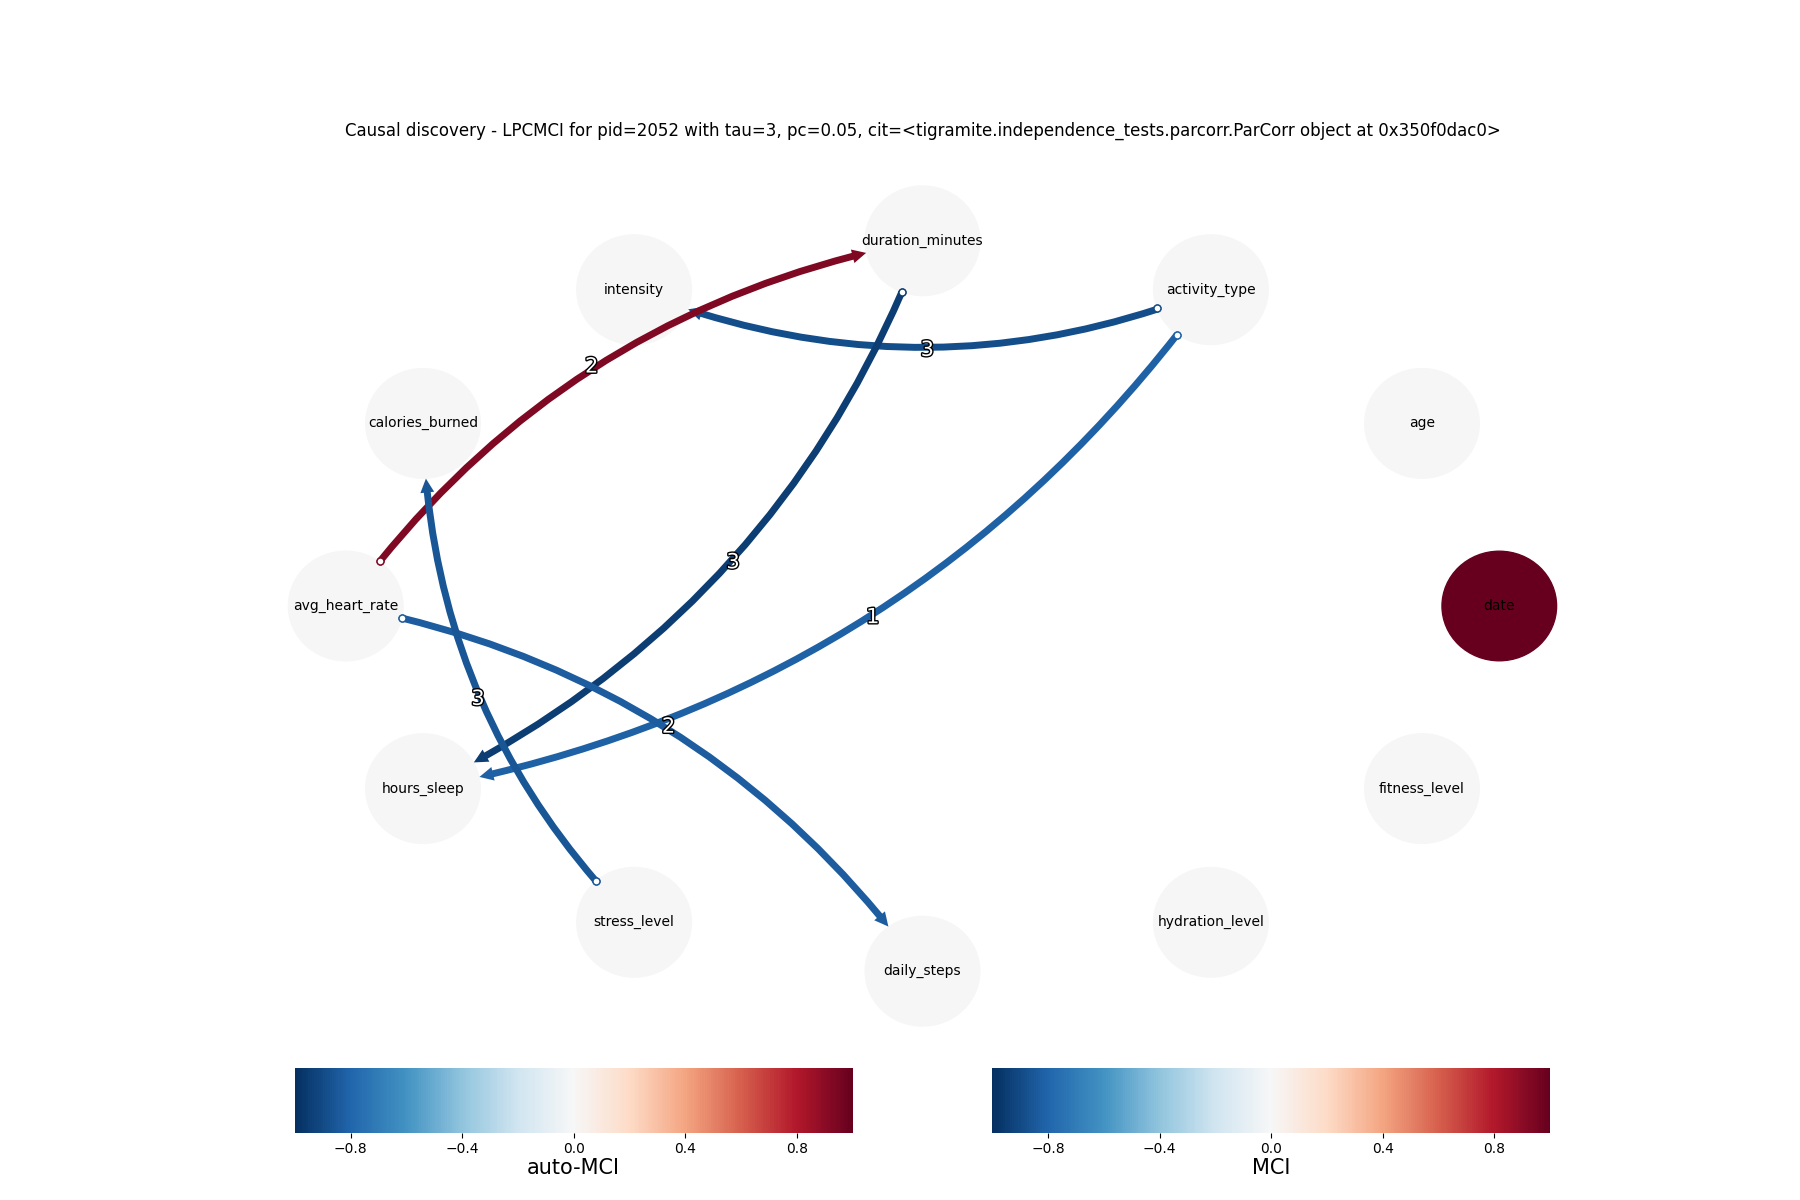 Causal discovery - LPCMCI for pid=2052 with tau=3, pc=0.05, cit=<tigramite.independence_tests.parcorr.ParCorr object at 0x350f0dac0>
duration_minutes
intensity
activity_type
3
2
calories_burned
age
3
avg_heart_rate
date
1
3
2
hours_sleep
fitness_level
stress_level
hydration_level
daily_steps
−0.8 −0.4 0.0 0.4 0.8
auto-MCI
−0.8 −0.4 0.0 0.4 0.8
MCI